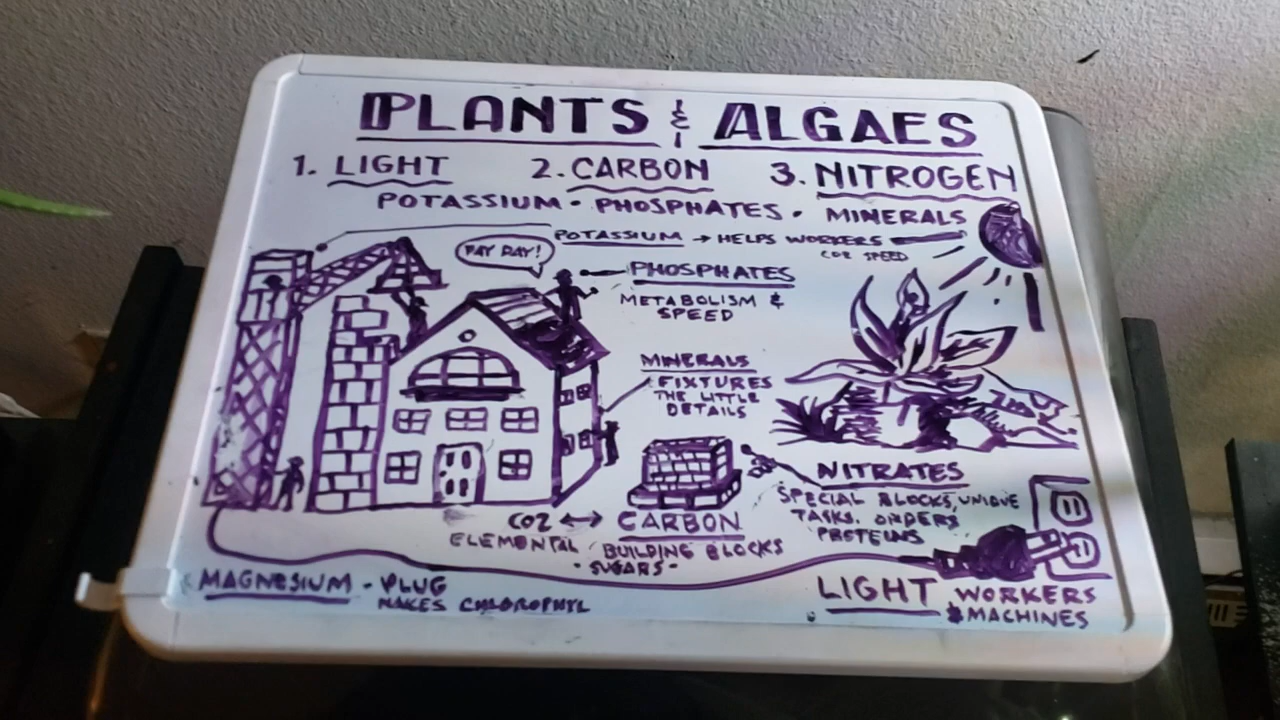 PLANTS & ALGAES
1. LIGHT 2. CARBON 3. NITROGEN
POTASSIUM • PHOSPHATES • MINERALS
POTASSIUM → HELPS WORKERS
CO2 SPEED
PAY DAY!
PHOSPHATES
METABOLISM &
SPEED
MINERALS
FIXTURES
THE LITTLE
DETAILS
NITRATES
SPECIAL BLOCKS, UNIQUE
TASKS. ORDERS
PROTEINS
CO2 ↔ CARBON
ELEMENTAL BUILDING BLOCKS
- SUGARS -
MAGNESIUM - PLUG
MAKES CHLOROPHYL
LIGHT WORKERS
& MACHINES